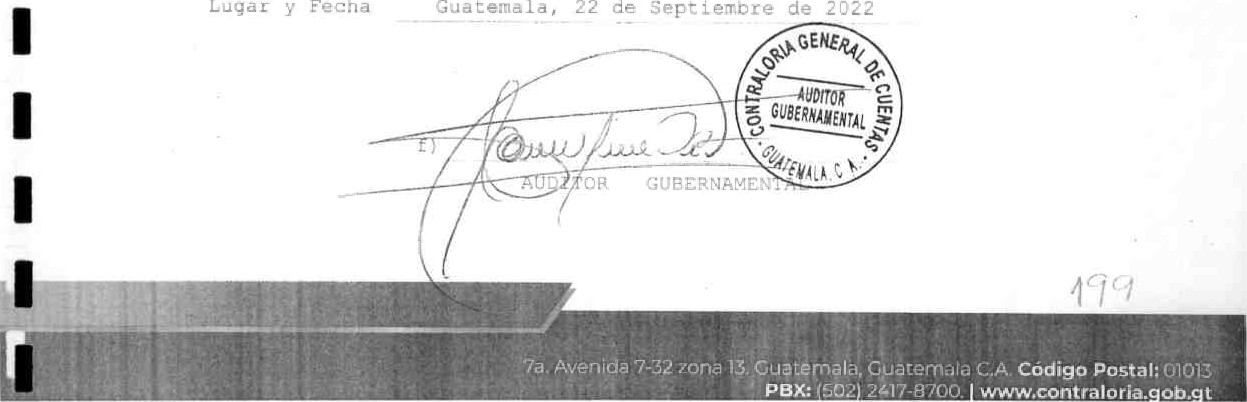 Lugar y Fecha Guatemala, 22 de Septiembre de 2022
CONTRALORIA GENERAL DE CUENTAS
AUDITOR
GUBERNAMENTAL
GUATEMALA, C. A.
f)
AUDITOR GUBERNAMENTAL
199
7a. Avenida 7-32 zona 13. Guatemala, Guatemala C.A. Código Postal: 01013
PBX: (502) 2417-8700. | www.contraloria.gob.gt